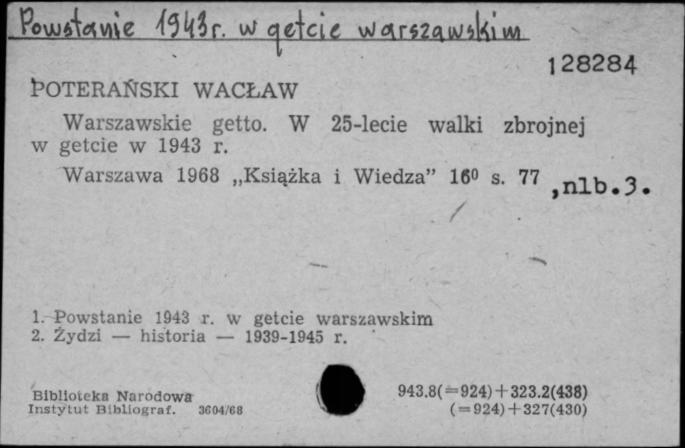 Powstanie 1943r. w getcie warszawskim
128284
POTERAŃSKI WACŁAW
Warszawskie getto. W 25-lecie walki zbrojnej
w getcie w 1943 r.
Warszawa 1968 „Książka i Wiedza” 16⁰ s. 77 ,nlb.3.
1. Powstanie 1943 r. w getcie warszawskim
2. Żydzi — historia — 1939-1945 r.
Biblioteka Narodowa
Instytut Bibliograf. 3604/68
943.8(=924)+323.2(438)
(=924)+327(430)